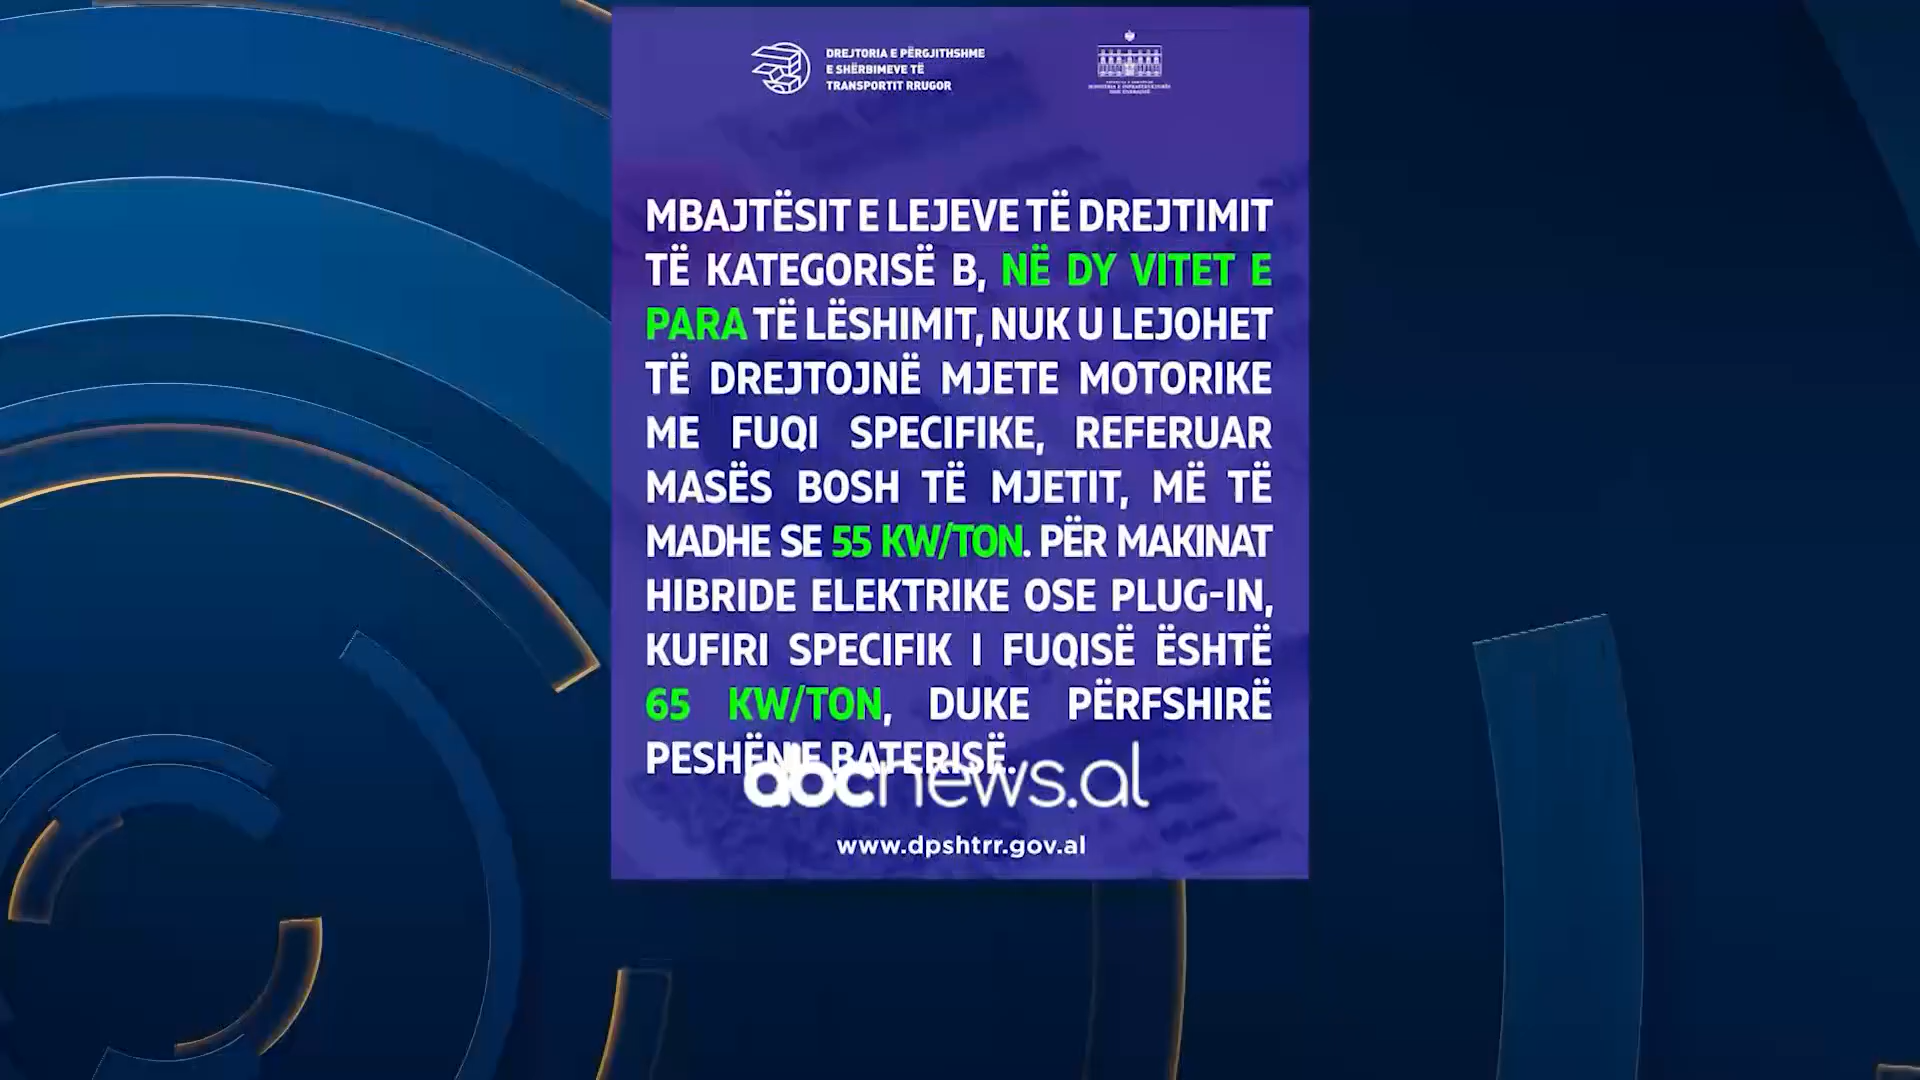 DREJTORIA E PËRGJITHSHME
E SHËRBIMEVE TË
TRANSPORTIT RRUGOR
MBAJTËSIT E LEJEVE TË DREJTIMIT
TË KATEGORISË B, NË DY VITET E
PARA TË LËSHIMIT, NUK U LEJOHET
TË DREJTOJNË MJETE MOTORIKE
ME FUQI SPECIFIKE, REFERUAR
MASËS BOSH TË MJETIT, MË TË
MADHE SE 55 KW/TON. PËR MAKINAT
HIBRIDE ELEKTRIKE OSE PLUG-IN,
KUFIRI SPECIFIK I FUQISË ËSHTË
65 KW/TON, DUKE PËRFSHIRË
PESHËN E BATERISË.
abcnews.al
www.dpshtrr.gov.al